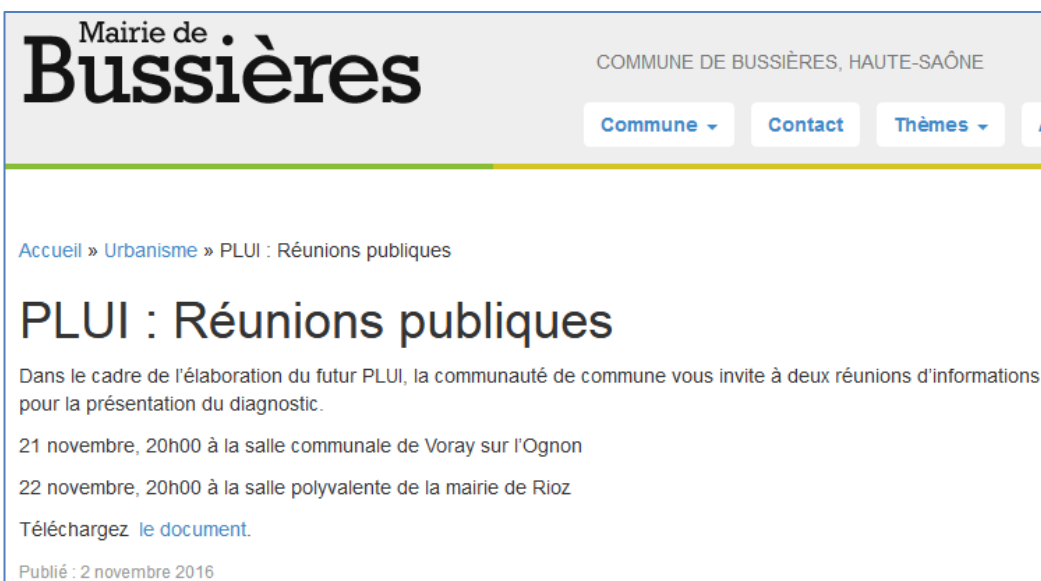 Mairie de
Bussières
COMMUNE DE BUSSIÈRES, HAUTE-SAÔNE
Commune Contact Thèmes
Accueil » Urbanisme » PLUI : Réunions publiques
PLUI : Réunions publiques
Dans le cadre de l'élaboration du futur PLUI, la communauté de commune vous invite à deux réunions d'informations
pour la présentation du diagnostic.
21 novembre, 20h00 à la salle communale de Voray sur l'Ognon
22 novembre, 20h00 à la salle polyvalente de la mairie de Rioz
Téléchargez le document.
Publié : 2 novembre 2016